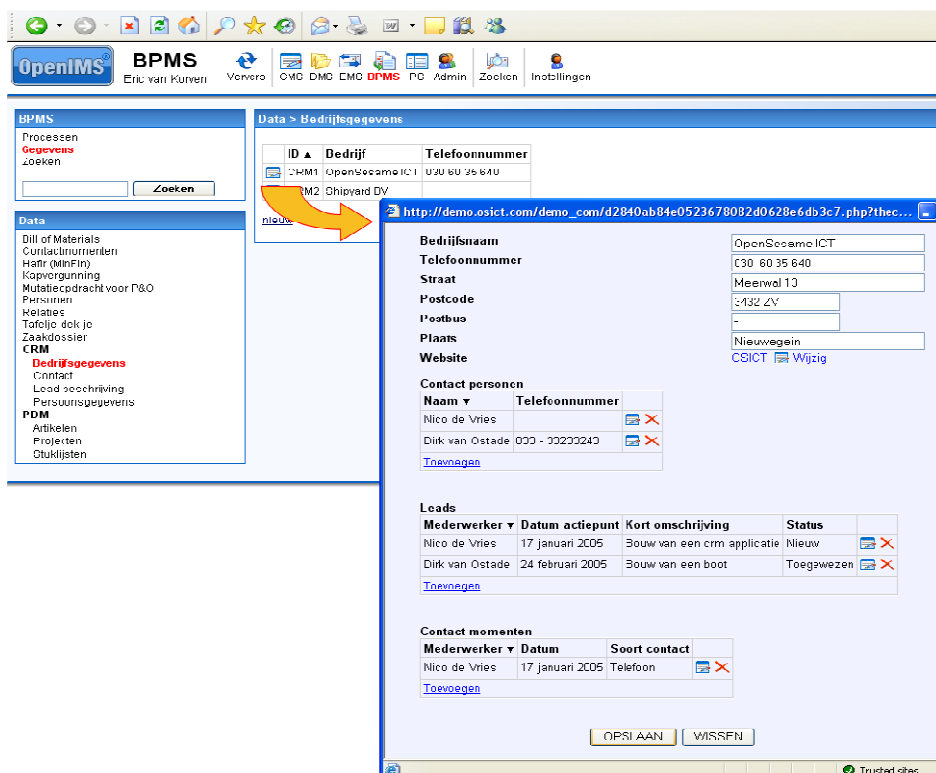 OpenIMS®
BPMS
Eric van Korven
Ververs CMS DMS EMS BPMS PC Admin Zoeken Instellingen
BPMS
Processen
Gegevens
Zoeken
Zoeken
Data
Bill of Materials
Contactmomenten
Hafir (MinFin)
Kapvergunning
Mutatieopdracht voor P&O
Personen
Relaties
Tafeltje dek je
Zaakdossier
CRM
Bedrijfsgegevens
Contact
Lead beschrijving
Persoonsgegevens
PDM
Artikelen
Projecten
Stuklijsten
Data > Bedrijfsgegevens
ID ▲ Bedrijf Telefoonnummer
CRM1 OpenSesame ICT 030 60 35 640
CRM2 Shipyard BV
nieuw
http://demo.osict.com/demo_com/d2840ab84e0523678082d0628e6db3c7.php?thec...
Bedrijfsnaam OpenSesame ICT
Telefoonnummer 030 60 35 640
Straat Meerwal 13
Postcode 3432 ZV
Postbus -
Plaats Nieuwegein
Website OSICT Wijzig
Contact personen
Naam ▼ Telefoonnummer
Nico de Vries
Dirk van Ostade
Toevoegen
Leads
Mederwerker ▼ Datum actiepunt Kort omschrijving Status
Nico de Vries 17 januari 2005 Bouw van een crm applicatie Nieuw
Dirk van Ostade 24 februari 2005 Bouw van een boot Toegewezen
Toevoegen
Contact momenten
Mederwerker ▼ Datum Soort contact
Nico de Vries 17 januari 2005 Telefoon
Toevoegen
OPSLAAN WISSEN
Trusted sites